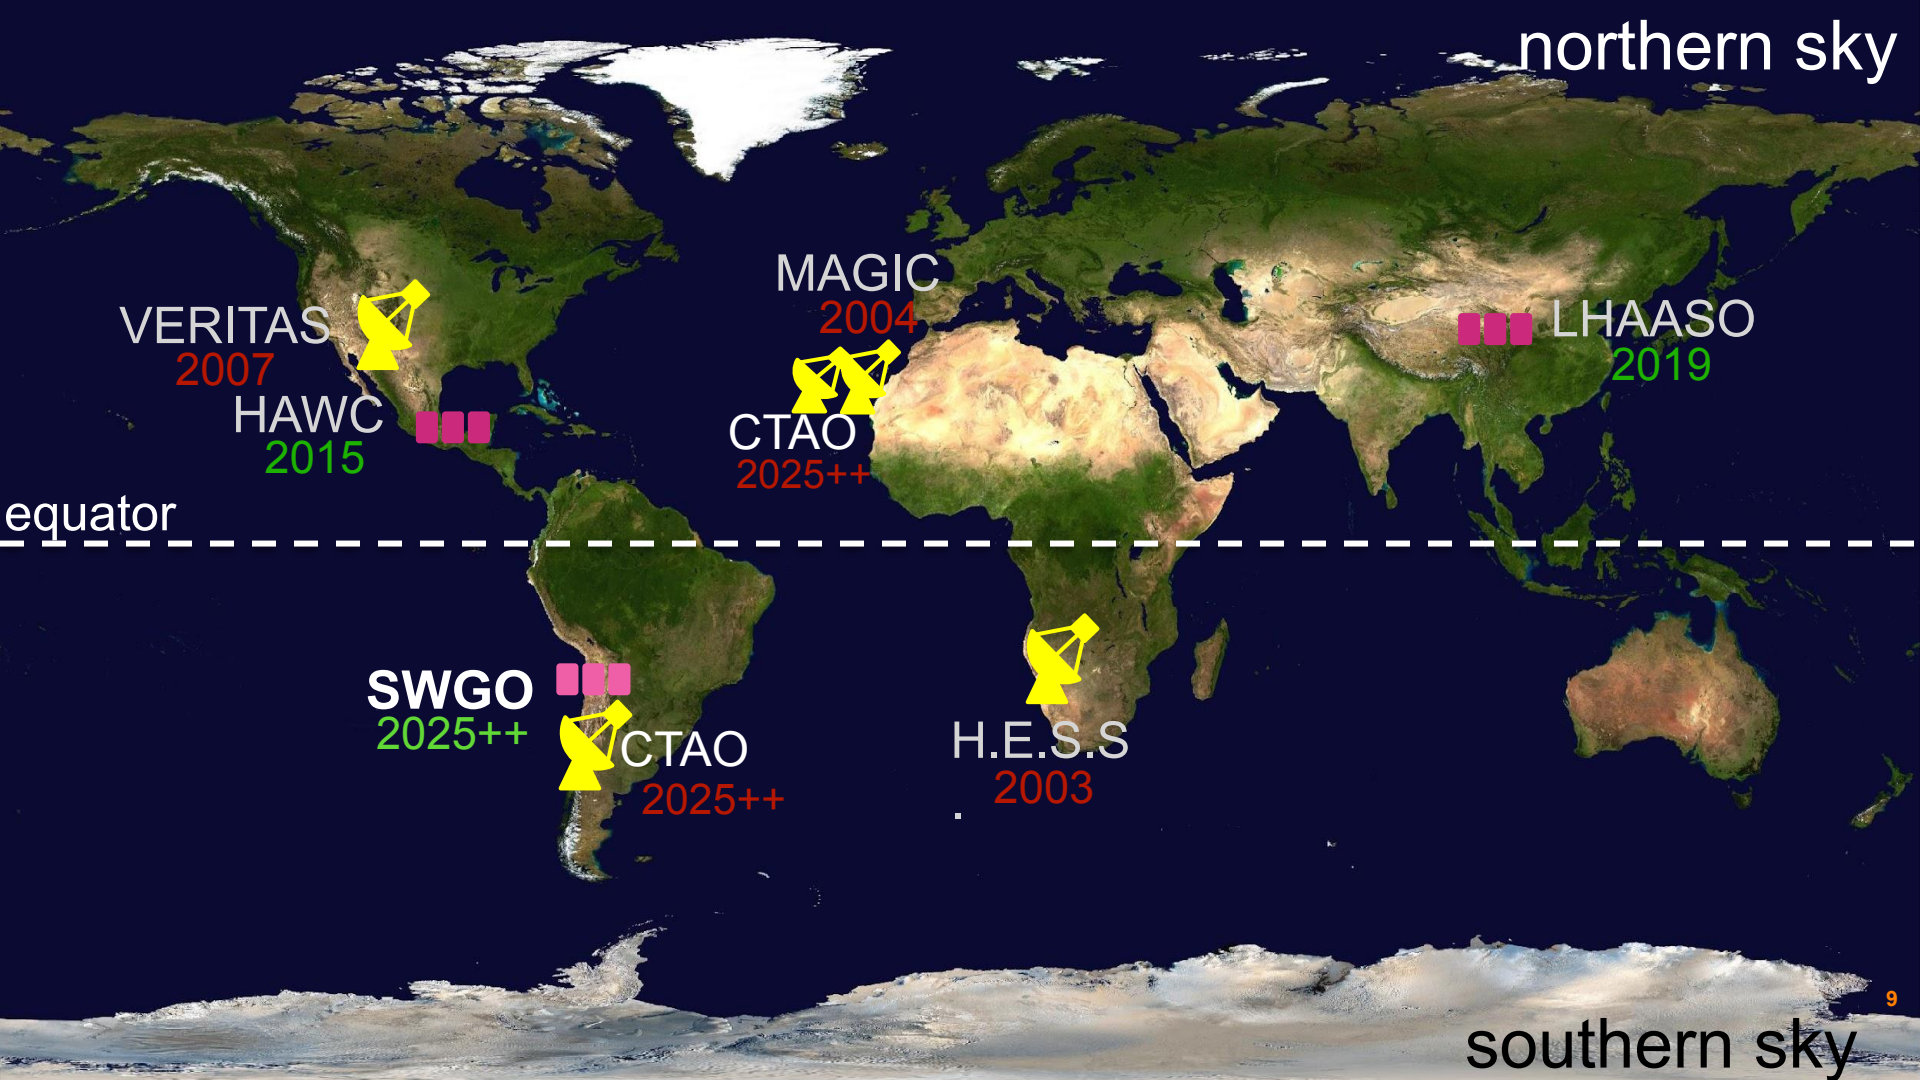 northern sky
MAGIC
2004
VERITAS
2007
LHAASO
2019
HAWC
2015
CTAO
2025++
equator
SWGO
2025++
CTAO
2025++
H.E.S.S
2003
.
9
southern sky